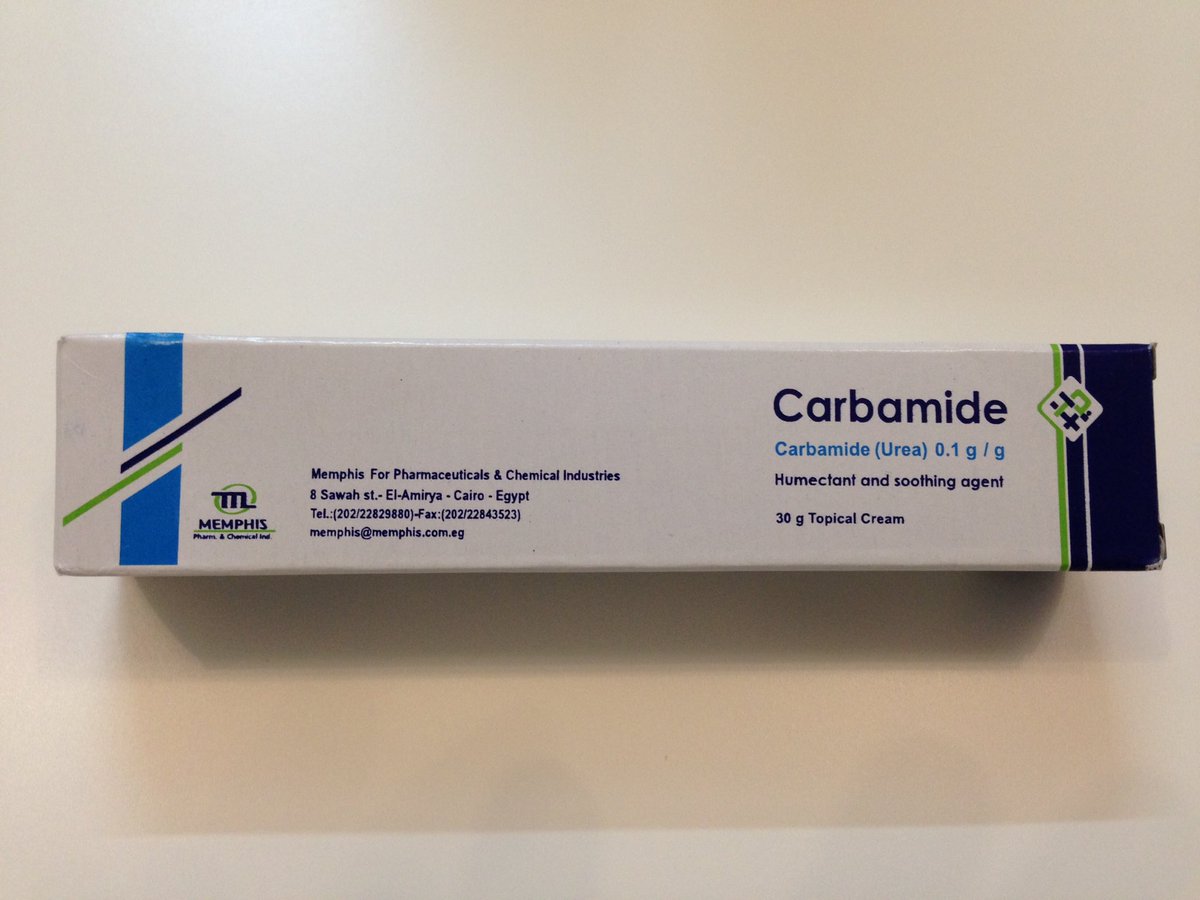 MEMPHIS
Pharm. & Chemical Ind.
Memphis For Pharmaceuticals & Chemical Industries
8 Sawah st.- El-Amirya - Cairo - Egypt
Tel.:(202/22829880)-Fax:(202/22843523)
memphis@memphis.com.eg
Carbamide
Carbamide (Urea) 0.1 g / g
Humectant and soothing agent
30 g Topical Cream